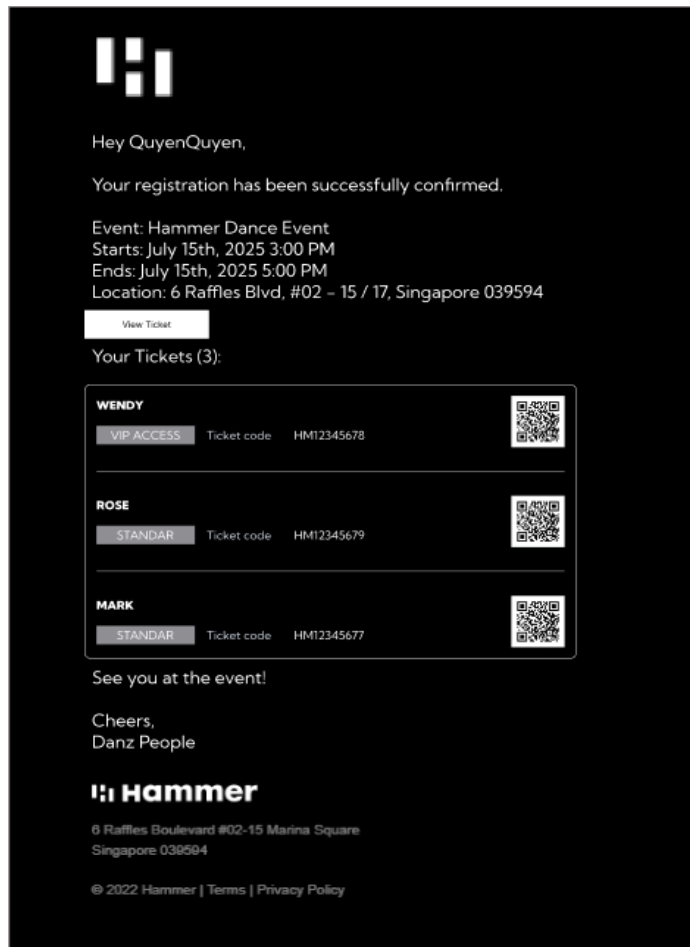 Hey QuyenQuyen,
Your registration has been successfully confirmed.
Event: Hammer Dance Event
Starts: July 15th, 2025 3:00 PM
Ends: July 15th, 2025 5:00 PM
Location: 6 Raffles Blvd, #02 – 15 / 17, Singapore 039594
View Ticket
Your Tickets (3):
WENDY
VIP ACCESS Ticket code HM12345678
ROSE
STANDAR Ticket code HM12345679
MARK
STANDAR Ticket code HM12345677
See you at the event!
Cheers,
Danz People
Hammer
6 Raffles Boulevard #02-15 Marina Square
Singapore 039594
© 2022 Hammer | Terms | Privacy Policy